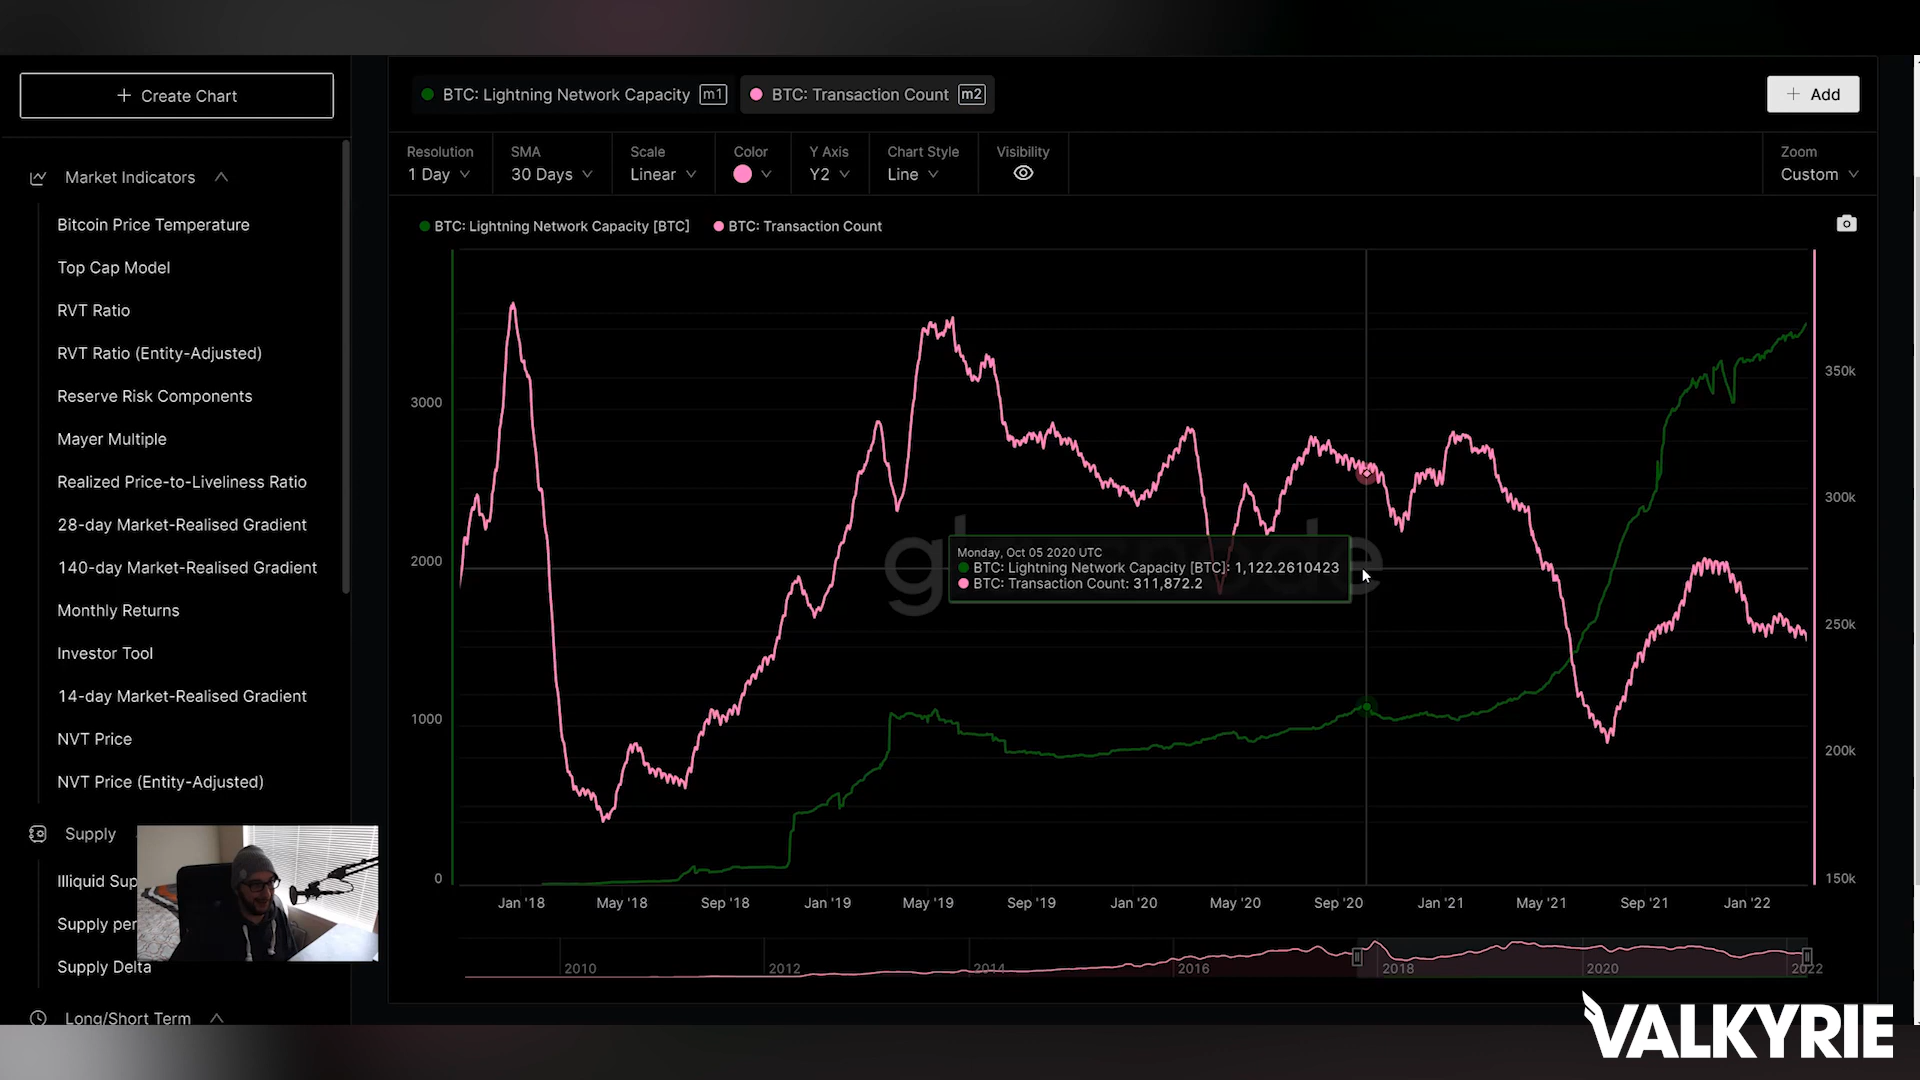 Create Chart
BTC: Lightning Network Capacity m1
BTC: Transaction Count m2
Add
Resolution
1 Day
SMA
30 Days
Scale
Linear
Color
Y Axis
Y2
Chart Style
Line
Visibility
Zoom
Custom
Market Indicators
Bitcoin Price Temperature
Top Cap Model
RVT Ratio
RVT Ratio (Entity-Adjusted)
Reserve Risk Components
Mayer Multiple
Realized Price-to-Liveliness Ratio
28-day Market-Realised Gradient
140-day Market-Realised Gradient
Monthly Returns
Investor Tool
14-day Market-Realised Gradient
NVT Price
NVT Price (Entity-Adjusted)
Supply
Illiquid Sup
Supply per
Supply Delta
Long/Short Term
BTC: Lightning Network Capacity [BTC]
BTC: Transaction Count
3000
2000
1000
0
350k
300k
250k
200k
150k
glassnode
Monday, Oct 05 2020 UTC
BTC: Lightning Network Capacity [BTC]: 1,122.2610423
BTC: Transaction Count: 311,872.2
Jan '18 May '18 Sep '18 Jan '19 May '19 Sep '19 Jan '20 May '20 Sep '20 Jan '21 May '21 Sep '21 Jan '22
2010 2012 2014 2016 2018 2020 2022
VALKYRIE